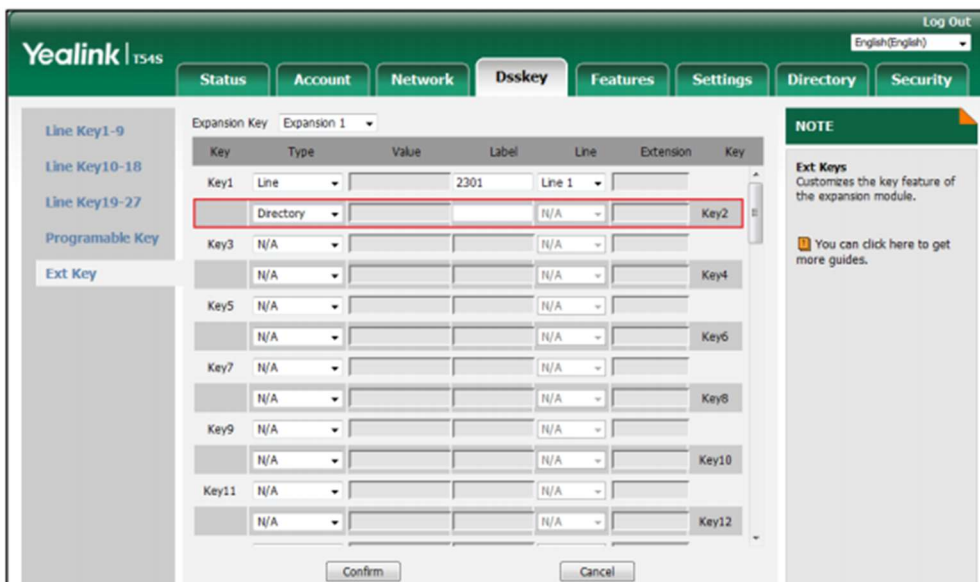 Log Out
English(English)
Yealink T54S
Status Account Network Dsskey Features Settings Directory Security
Line Key1-9
Line Key10-18
Line Key19-27
Programable Key
Ext Key
Expansion Key Expansion 1
Key Type Value Label Line Extension Key
Key1 Line 2301 Line 1
Directory N/A Key2
Key3 N/A N/A
N/A N/A Key4
Key5 N/A N/A
N/A N/A Key6
Key7 N/A N/A
N/A N/A Key8
Key9 N/A N/A
N/A N/A Key10
Key11 N/A N/A
N/A N/A Key12
Confirm Cancel
NOTE
Ext Keys
Customizes the key feature of
the expansion module.
You can click here to get
more guides.